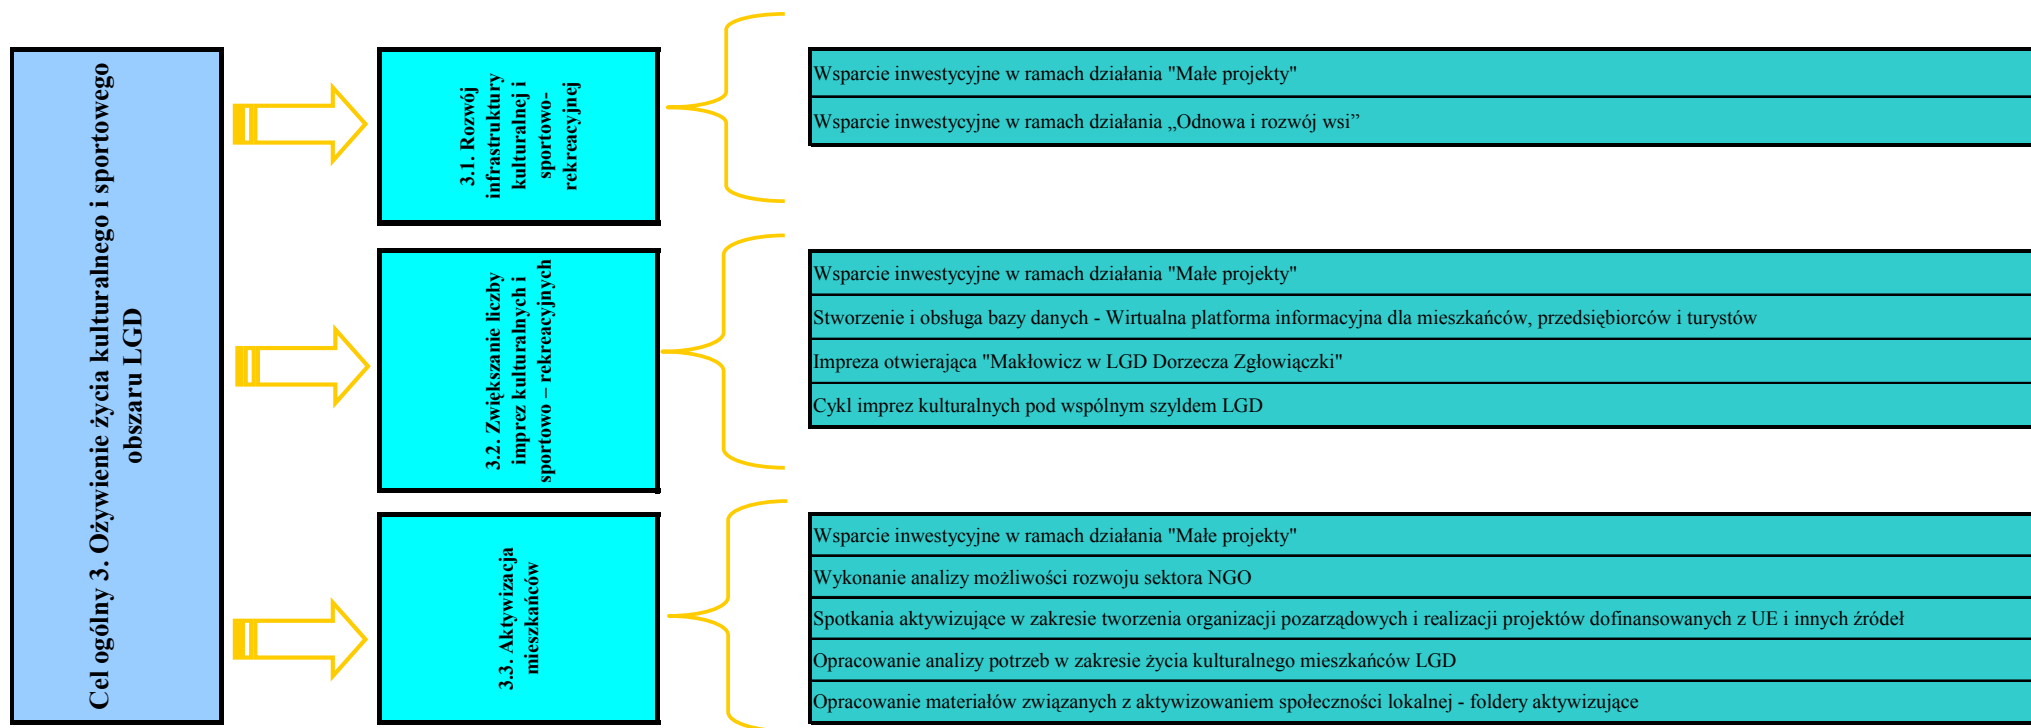 Cel ogólny 3. Ożywienie życia kulturalnego i sportowego
obszaru LGD
3.1. Rozwój
infrastruktury
kulturalnej i
sportowo-
rekreacyjnej
Wsparcie inwestycyjne w ramach działania "Małe projekty"
Wsparcie inwestycyjne w ramach działania „Odnowa i rozwój wsi”
3.2. Zwiększanie liczby
imprez kulturalnych i
sportowo – rekreacyjnych
Wsparcie inwestycyjne w ramach działania "Małe projekty"
Stworzenie i obsługa bazy danych - Wirtualna platforma informacyjna dla mieszkańców, przedsiębiorców i turystów
Impreza otwierająca "Makłowicz w LGD Dorzecza Zgłowiączki"
Cykl imprez kulturalnych pod wspólnym szyldem LGD
3.3. Aktywizacja
mieszkańców
Wsparcie inwestycyjne w ramach działania "Małe projekty"
Wykonanie analizy możliwości rozwoju sektora NGO
Spotkania aktywizujące w zakresie tworzenia organizacji pozarządowych i realizacji projektów dofinansowanych z UE i innych źródeł
Opracowanie analizy potrzeb w zakresie życia kulturalnego mieszkańców LGD
Opracowanie materiałów związanych z aktywizowaniem społeczności lokalnej - foldery aktywizujące